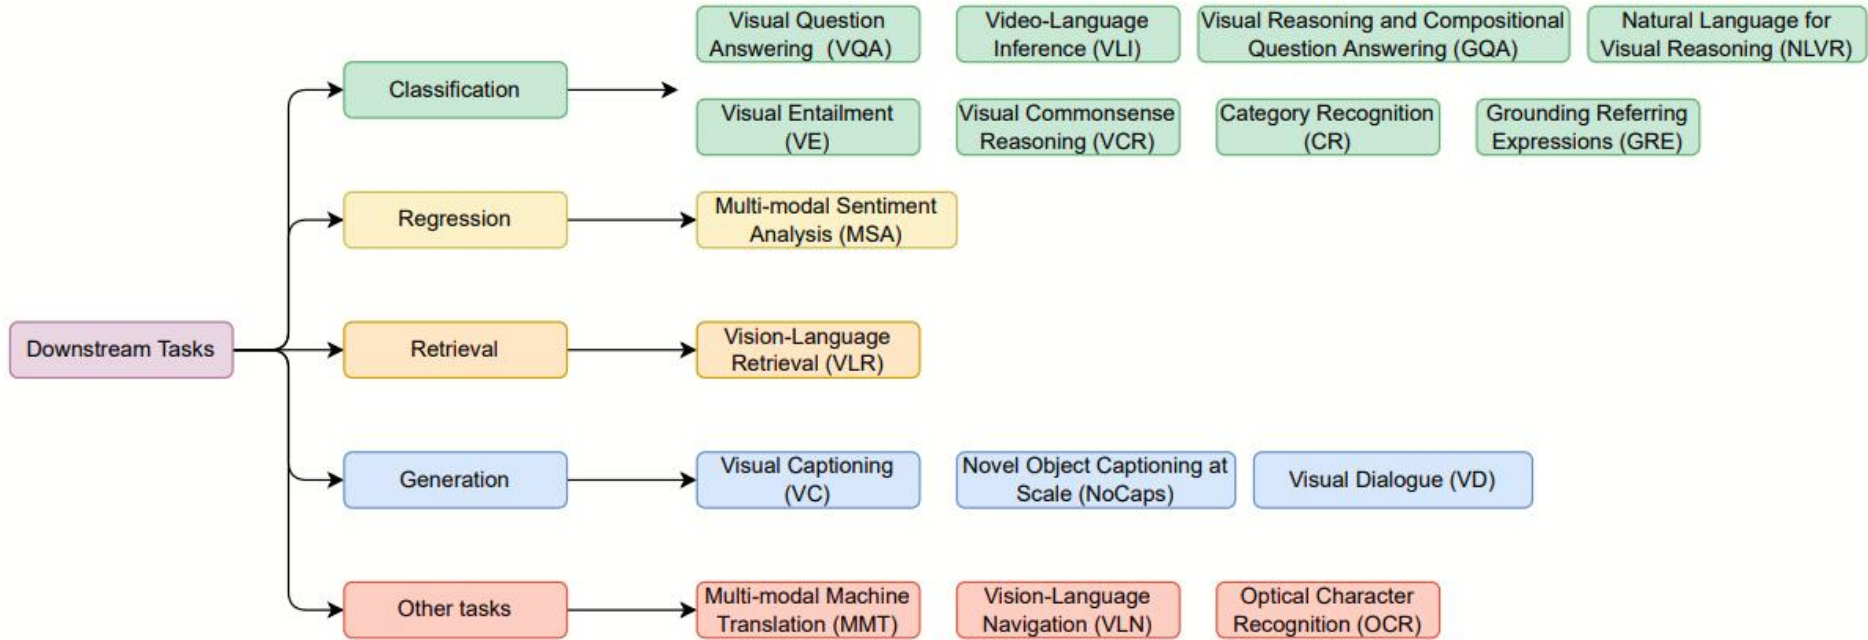 Downstream Tasks
Classification
Visual Question
Answering (VQA)
Video-Language
Inference (VLI)
Visual Reasoning and Compositional
Question Answering (GQA)
Natural Language for
Visual Reasoning (NLVR)
Visual Entailment
(VE)
Visual Commonsense
Reasoning (VCR)
Category Recognition
(CR)
Grounding Referring
Expressions (GRE)
Regression
Multi-modal Sentiment
Analysis (MSA)
Retrieval
Vision-Language
Retrieval (VLR)
Generation
Visual Captioning
(VC)
Novel Object Captioning at
Scale (NoCaps)
Visual Dialogue (VD)
Other tasks
Multi-modal Machine
Translation (MMT)
Vision-Language
Navigation (VLN)
Optical Character
Recognition (OCR)